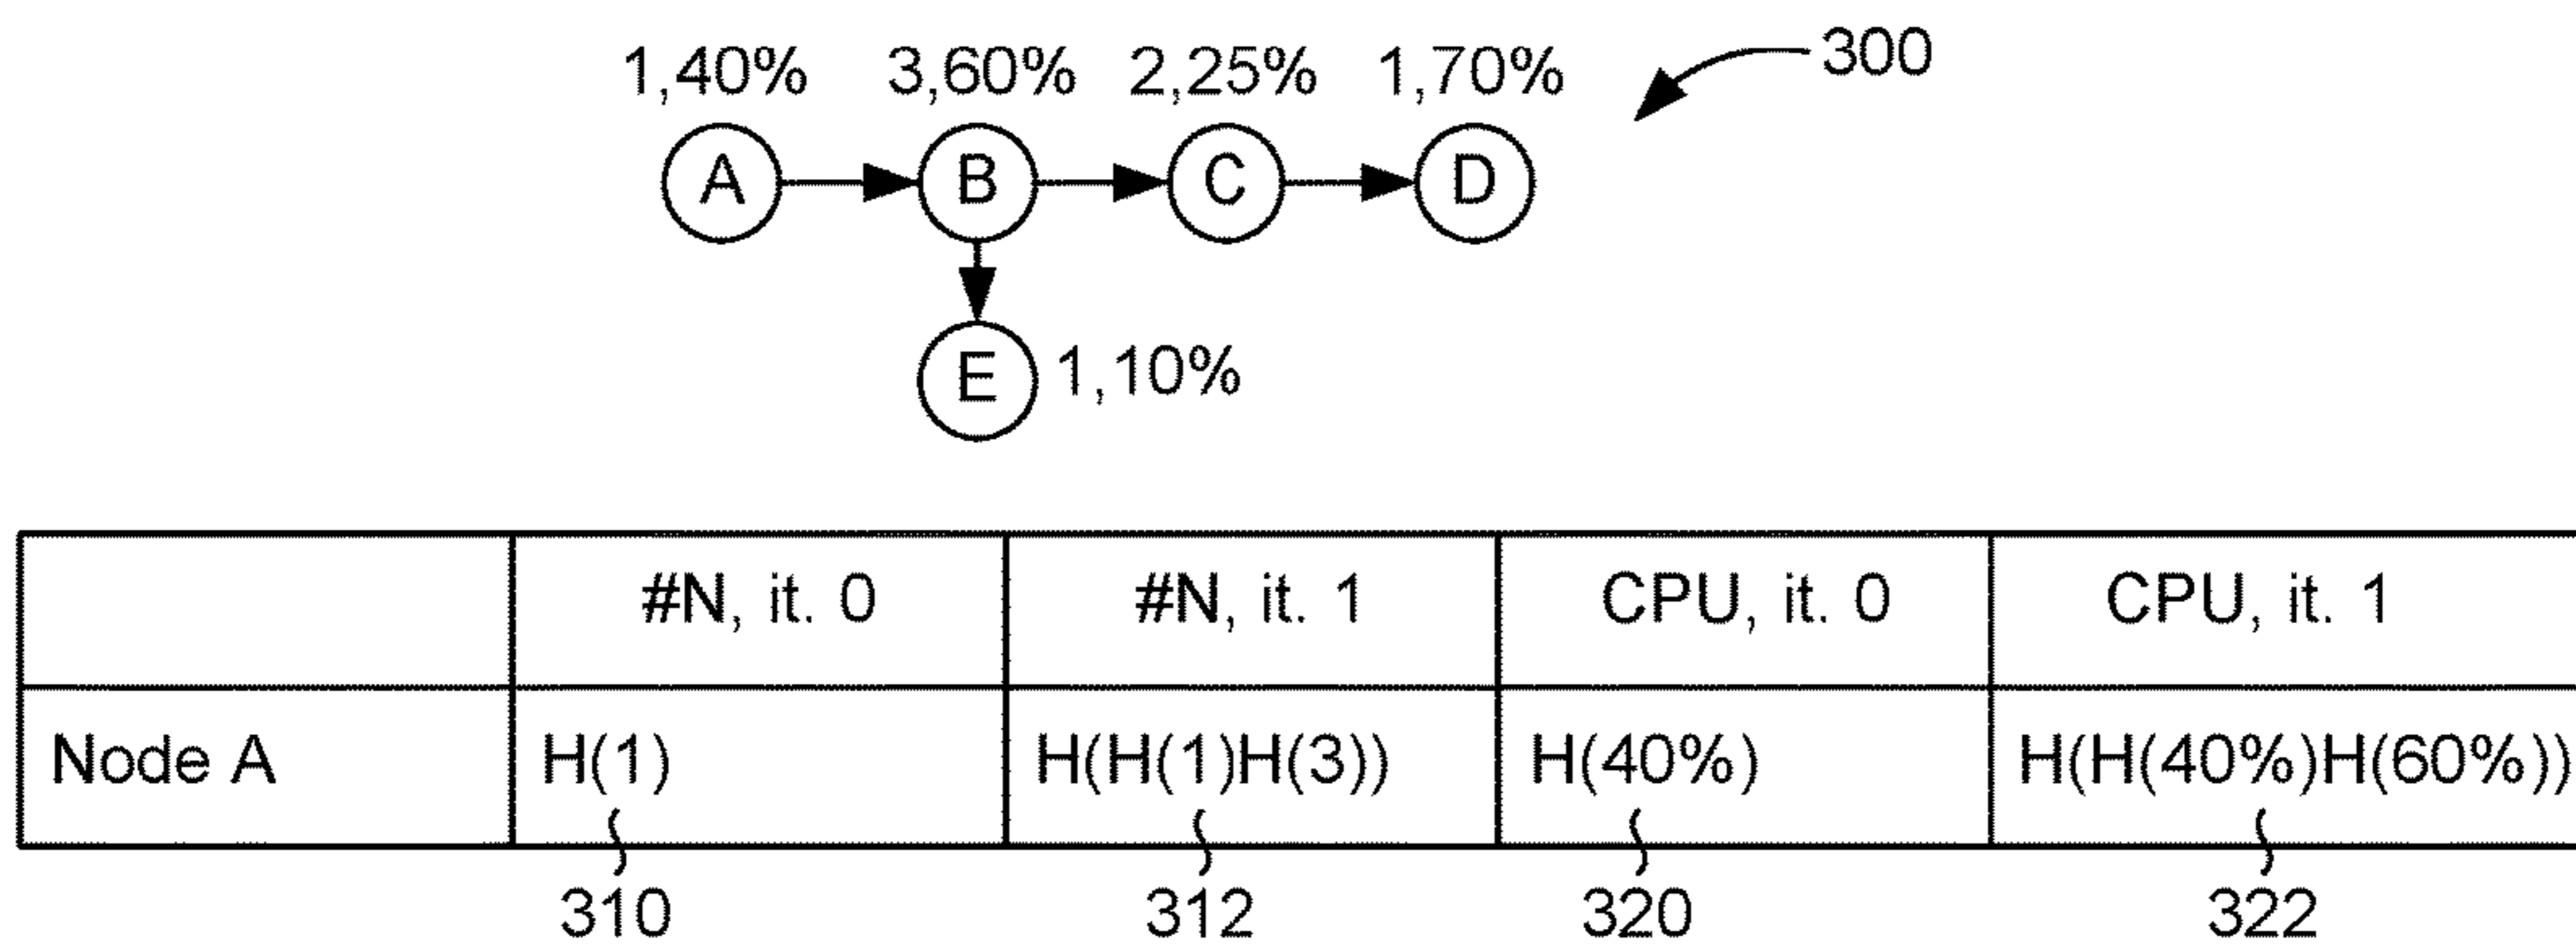 1,40% 3,60% 2,25% 1,70% 300
A B C D
E 1,10%
#N, it. 0 #N, it. 1 CPU, it. 0 CPU, it. 1
Node A H(1) H(H(1)H(3)) H(40%) H(H(40%)H(60%))
310 312 320 322